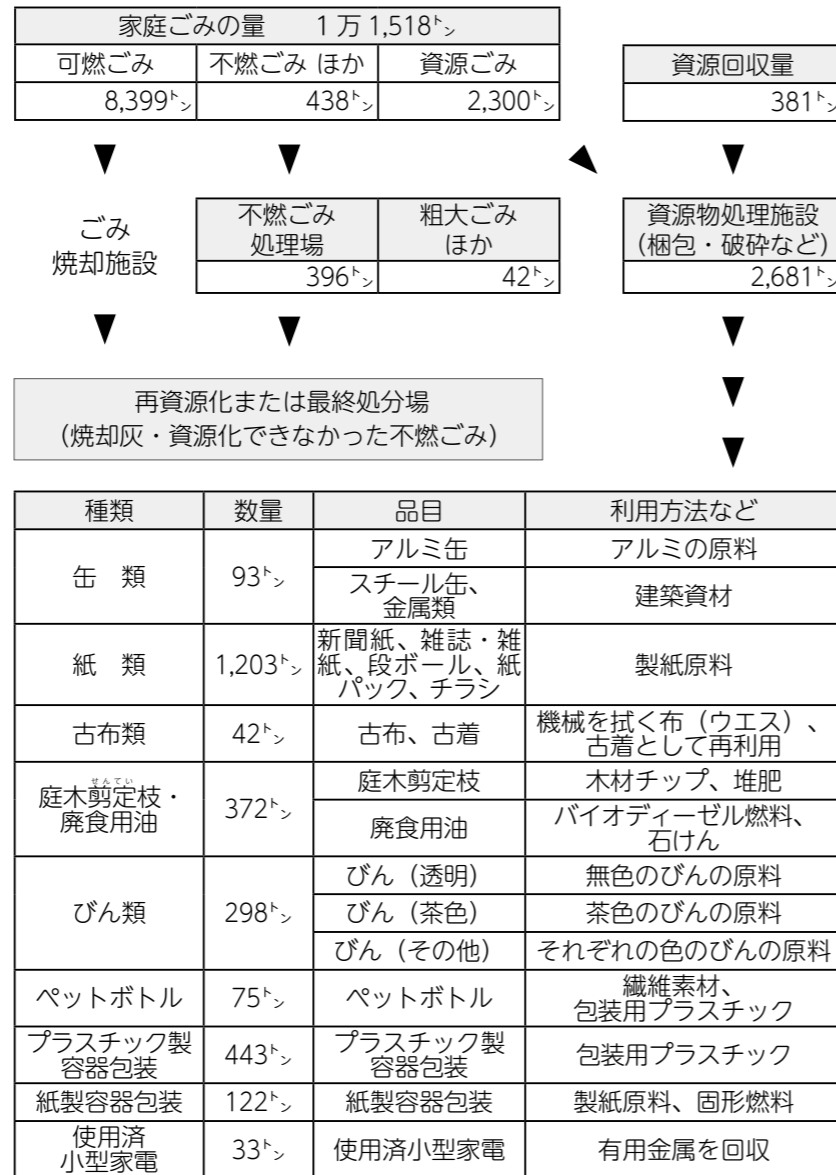 家庭ごみの量 1万1,518㌧
可燃ごみ 不燃ごみ ほか 資源ごみ
8,399㌧ 438㌧ 2,300㌧
資源回収量
381㌧
▼ ▼ ◀ ▼
ごみ
焼却施設
不燃ごみ
処理場
396㌧
粗大ごみ
ほか
42㌧
資源物処理施設
(梱包・破砕など)
2,681㌧
再資源化または最終処分場
(焼却灰・資源化できなかった不燃ごみ)
種類 数量 品目 利用方法など
缶 類 93㌧ アルミ缶 アルミの原料
スチール缶、
金属類
建築資材
紙 類 1,203㌧
新聞紙、雑誌・雑
紙、段ボール、紙
パック、チラシ
製紙原料
古布類 42㌧ 古布、古着
機械を拭く布(ウエス)、
古着として再利用
せんてい
庭木剪定枝・
廃食用油
372㌧
庭木剪定枝 木材チップ、堆肥
廃食用油
バイオディーゼル燃料、
石けん
びん類 298㌧
びん(透明) 無色のびんの原料
びん(茶色) 茶色のびんの原料
びん(その他) それぞれの色のびんの原料
ペットボトル 75㌧ ペットボトル
繊維素材、
包装用プラスチック
プラスチック製
容器包装
443㌧
プラスチック製
容器包装
包装用プラスチック
紙製容器包装 122㌧ 紙製容器包装 製紙原料、固形燃料
使用済
小型家電
33㌧ 使用済小型家電 有用金属を回収